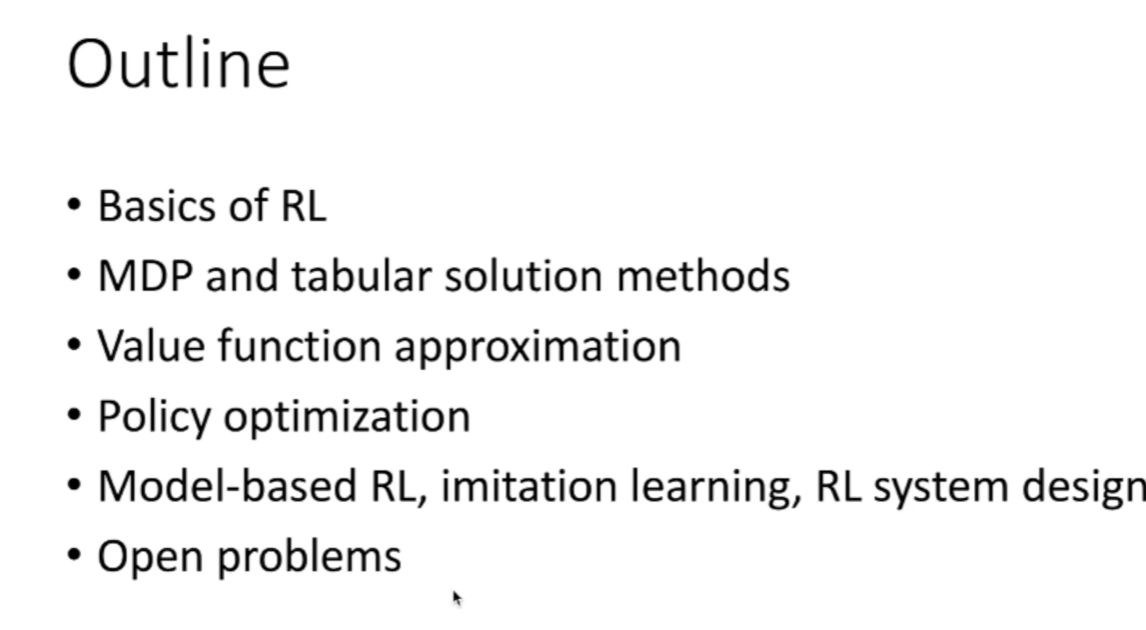 Outline
• Basics of RL
• MDP and tabular solution methods
• Value function approximation
• Policy optimization
• Model-based RL, imitation learning, RL system design
• Open problems